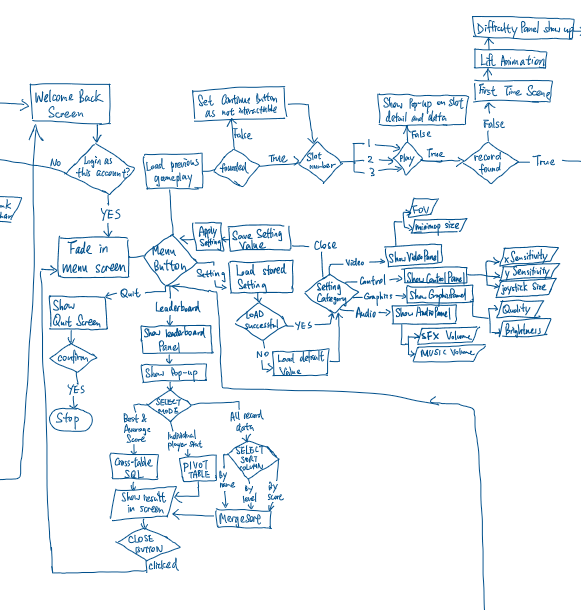 Difficulty Panel show up
Lift Animation
First Time Scene
False
Welcome Back
Screen
Set Continue Button
as not interactable
Show Pop-up on slot
detail and data
False
False
No
Login as
this account?
Load previous
gameplay
founded
True
Slot
number
1
2
3
Play
True
record
found
True
YES
Fade in
menu screen
Menu
Button
Apply
Setting
Save Setting
Value
Close
FOV
minimap size
Video
Show Video Panel
Setting
Load stored
Setting
Setting
Category
Control
Show Control Panel
X Sensitivity
y Sensitivity
joystick Size
Graphics
Show Graphic Panel
Quality
Brightness
Audio
Show Audio Panel
SFX Volume
MUSIC Volume
Quit
Show
Quit Screen
Leaderboard
LOAD
successful
YES
NO
Load default
Value
Show leaderboard
Panel
confirm
YES
Stop
Show Pop-up
SELECT
MODE
Best &
Average
Score
Individual
player stat
All record
data
Cross-table
SQL
PIVOT
TABLE
SELECT
SORT
COLUMN
By
name
By
level
By
score
Show result
in screen
MergeSort
CLOSE
BUTTON
clicked